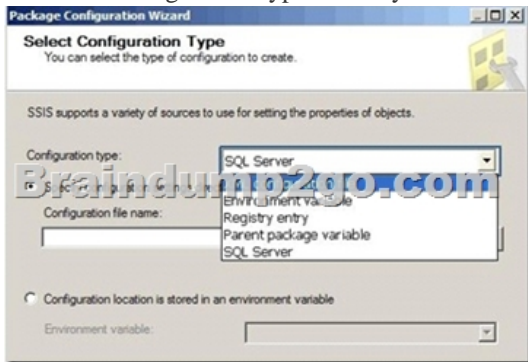 Package Configuration Wizard
Select Configuration Type
You can select the type of configuration to create.
SSIS supports a variety of sources to use for setting the properties of objects.
Configuration type:
SQL Server
Braindump2go.com
Environment variable
Registry entry
Parent package variable
SQL Server
Configuration file name:
Configuration location is stored in an environment variable
Environment variable: